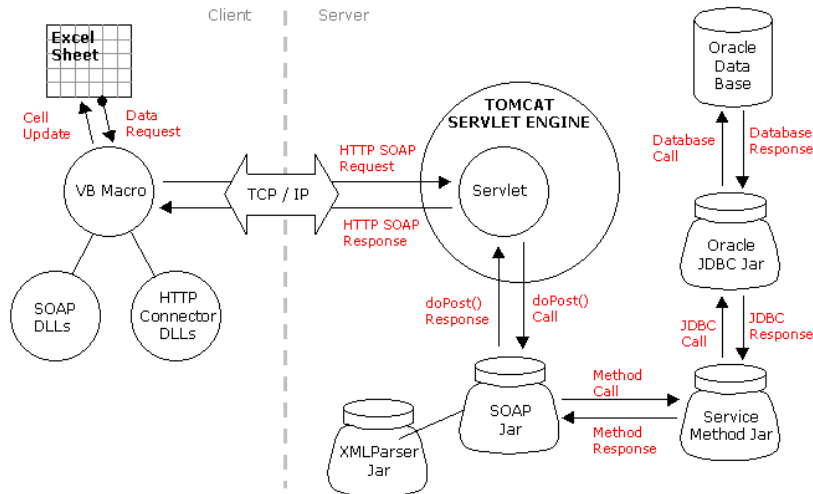 Client
Server
Excel
Sheet
Cell
Update
Data
Request
VB Macro
SOAP
DLLs
HTTP
Connector
DLLs
TCP / IP
HTTP SOAP
Request
HTTP SOAP
Response
TOMCAT
SERVLET ENGINE
Servlet
doPost()
Response
doPost()
Call
SOAP
Jar
XMLParser
Jar
Method
Call
Method
Response
Service
Method Jar
JDBC
Call
JDBC
Response
Oracle
JDBC Jar
Database
Call
Database
Response
Oracle
Data
Base